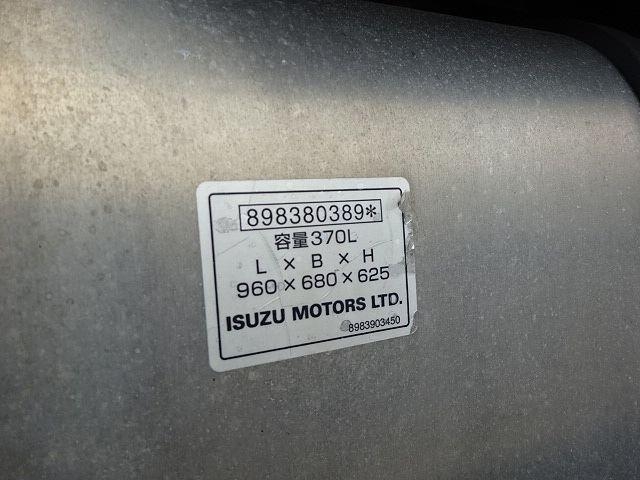 898380389*
容量370L
L × B × H
960×680×625
ISUZU MOTORS LTD.
8983903450